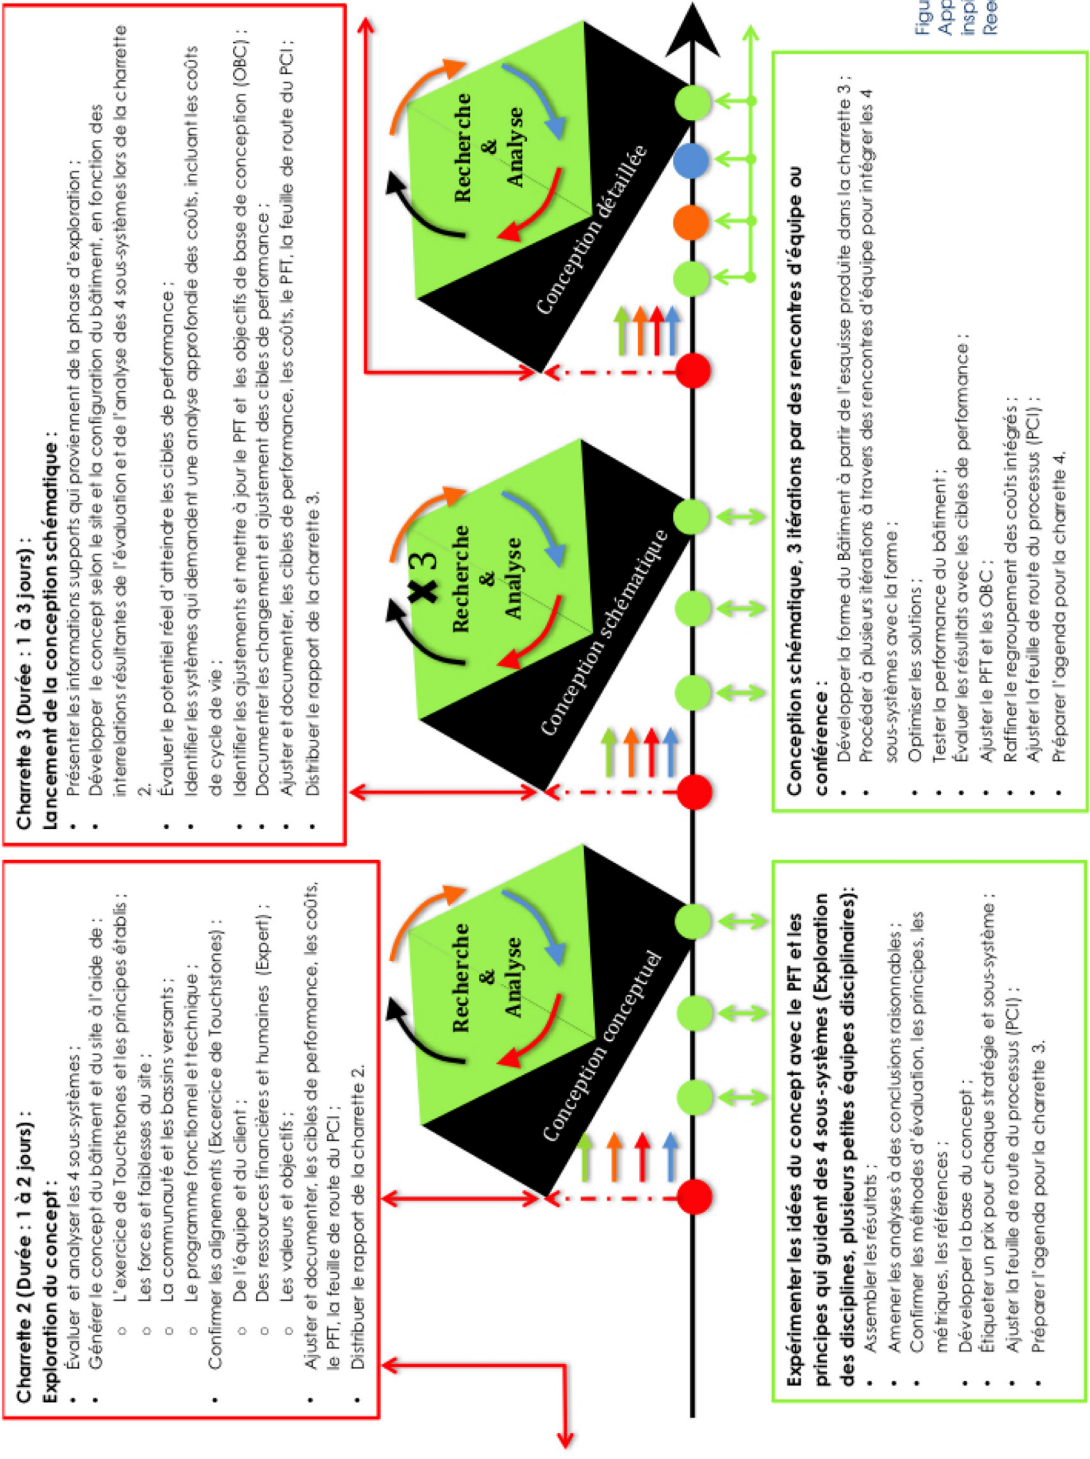 Charrette 2 (Durée : 1 à 2 jours) :
Exploration du concept :
• Évaluer et analyser les 4 sous-systèmes ;
• Générer le concept du bâtiment et du site à l'aide de :
○ L'exercice de Touchstones et les principes établis ;
○ Les forces et faiblesses du site ;
○ La communauté et les bassins versants ;
○ Le programme fonctionnel et technique ;
• Confirmer les alignements (Excercice de Touchstones) :
○ De l'équipe et du client ;
○ Des ressources financières et humaines (Expert) ;
○ Les valeurs et objectifs ;
• Ajuster et documenter, les cibles de performance, les coûts,
le PFT, la feuille de route du PCI ;
• Distribuer le rapport de la charrette 2.
Charrette 3 (Durée : 1 à 3 jours) :
Lancement de la conception schématique :
• Présenter les informations supports qui proviennent de la phase d'exploration ;
• Développer le concept selon le site et la configuration du bâtiment, en fonction des
interrelations résultantes de l'évaluation et de l'analyse des 4 sous-systèmes lors de la charrette
2.
• Évaluer le potentiel réel d'atteindre les cibles de performance ;
• Identifier les systèmes qui demandent une analyse approfondie des coûts, incluant les coûts
de cycle de vie ;
• Identifier les ajustements et mettre à jour le PFT et les objectifs de base de conception (OBC) ;
• Documenter les changement et ajustement des cibles de performance ;
• Ajuster et documenter, les cibles de performance, les coûts, le PFT, la feuille de route du PCI ;
• Distribuer le rapport de la charrette 3.
Recherche
&
Analyse
Conception conceptuel
x 3
Recherche
&
Analyse
Conception schématique
Recherche
&
Analyse
Conception détaillée
Expérimenter les idées du concept avec le PFT et les
principes qui guident des 4 sous-systèmes (Exploration
des disciplines, plusieurs petites équipes disciplinaires):
• Assembler les résultats ;
• Amener les analyses à des conclusions raisonnables ;
• Confirmer les méthodes d'évaluation, les principes, les
métriques, les références ;
• Développer la base du concept ;
• Étiqueter un prix pour chaque stratégie et sous-système ;
• Ajuster la feuille de route du processus (PCI) ;
• Préparer l'agenda pour la charrette 3.
Conception schématique, 3 itérations par des rencontres d'équipe ou
conférence :
• Développer la forme du Bâtiment à partir de l'esquisse produite dans la charrette 3 ;
• Procéder à plusieurs itérations à travers des rencontres d'équipe pour intégrer les 4
sous-systèmes avec la forme ;
• Optimiser les solutions ;
• Tester la performance du bâtiment ;
• Évaluer les résultats avec les cibles de performance ;
• Ajuster le PFT et les OBC ;
• Raffiner le regroupement des coûts intégrés ;
• Ajuster la feuille de route du processus (PCI) ;
• Préparer l'agenda pour la charrette 4.
Figu
App
inspi
Ree